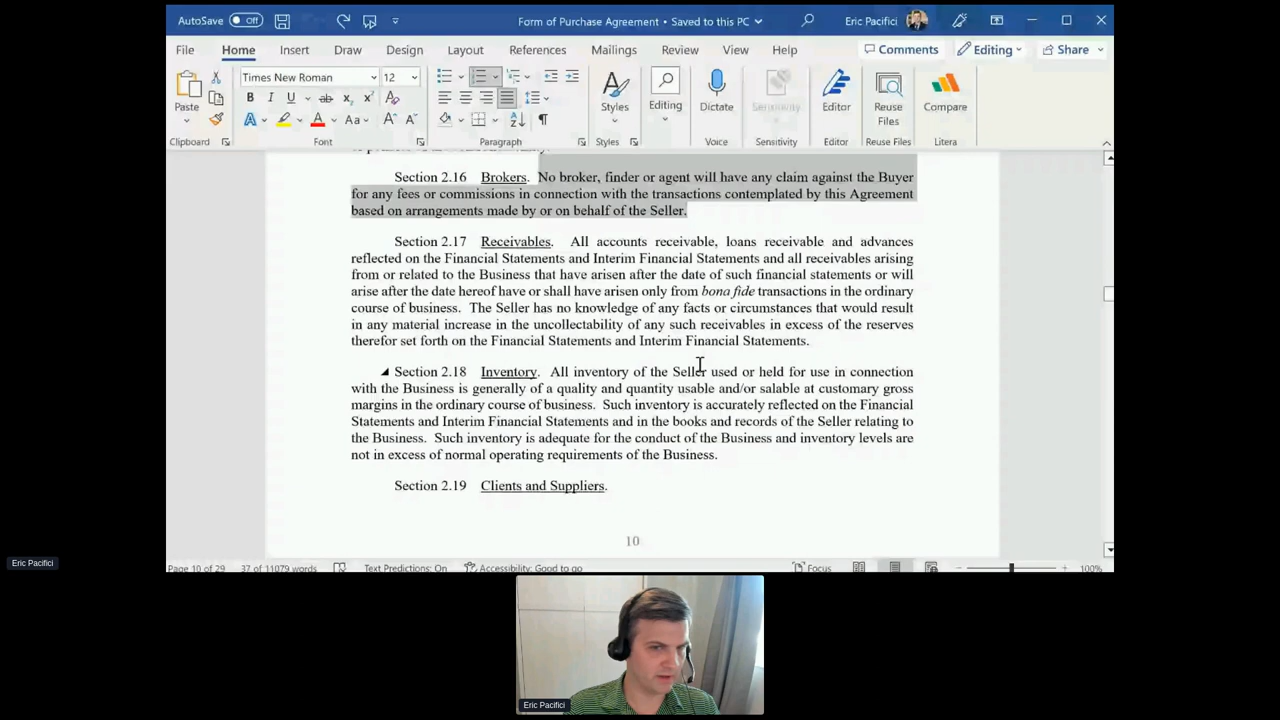 AutoSave Off Form of Purchase Agreement • Saved to this PC Eric Pacifici
File Home Insert Draw Design Layout References Mailings Review View Help Comments Editing Share
Times New Roman 12
Paste Styles Editing Dictate Sensitivity Editor Reuse Files Compare
Clipboard Font Paragraph Styles Voice Sensitivity Editor Reuse Files Litera
Section 2.16 Brokers. No broker, finder or agent will have any claim against the Buyer
for any fees or commissions in connection with the transactions contemplated by this Agreement
based on arrangements made by or on behalf of the Seller.
Section 2.17 Receivables. All accounts receivable, loans receivable and advances
reflected on the Financial Statements and Interim Financial Statements and all receivables arising
from or related to the Business that have arisen after the date of such financial statements or will
arise after the date hereof have or shall have arisen only from bona fide transactions in the ordinary
course of business. The Seller has no knowledge of any facts or circumstances that would result
in any material increase in the uncollectability of any such receivables in excess of the reserves
therefor set forth on the Financial Statements and Interim Financial Statements.
Section 2.18 Inventory. All inventory of the Seller used or held for use in connection
with the Business is generally of a quality and quantity usable and/or salable at customary gross
margins in the ordinary course of business. Such inventory is accurately reflected on the Financial
Statements and Interim Financial Statements and in the books and records of the Seller relating to
the Business. Such inventory is adequate for the conduct of the Business and inventory levels are
not in excess of normal operating requirements of the Business.
Section 2.19 Clients and Suppliers.
10
Eric Pacifici
Page 10 of 29 37 of 11079 words Text Predictions: On Accessibility: Good to go Focus 100%
Eric Pacifici